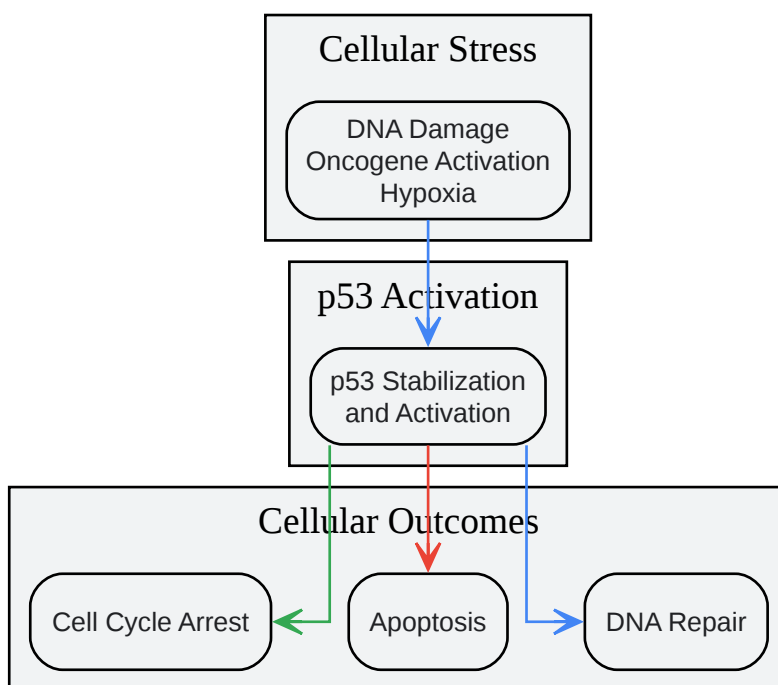 Cellular Stress
DNA Damage
Oncogene Activation
Hypoxia
p53 Activation
p53 Stabilization
and Activation
Cellular Outcomes
Cell Cycle Arrest
Apoptosis
DNA Repair